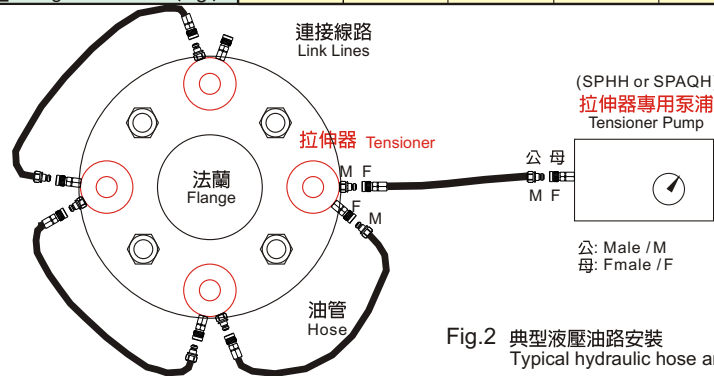 連接線路
Link Lines
(SPHH or SPAQH
拉伸器專用泵浦
Tensioner Pump
拉伸器 Tensioner
公 母
M F
法蘭
Flange
M F
F
M
公: Male / M
母: Fmale / F
油管
Hose
Fig.2 典型液壓油路安裝
Typical hydraulic hose